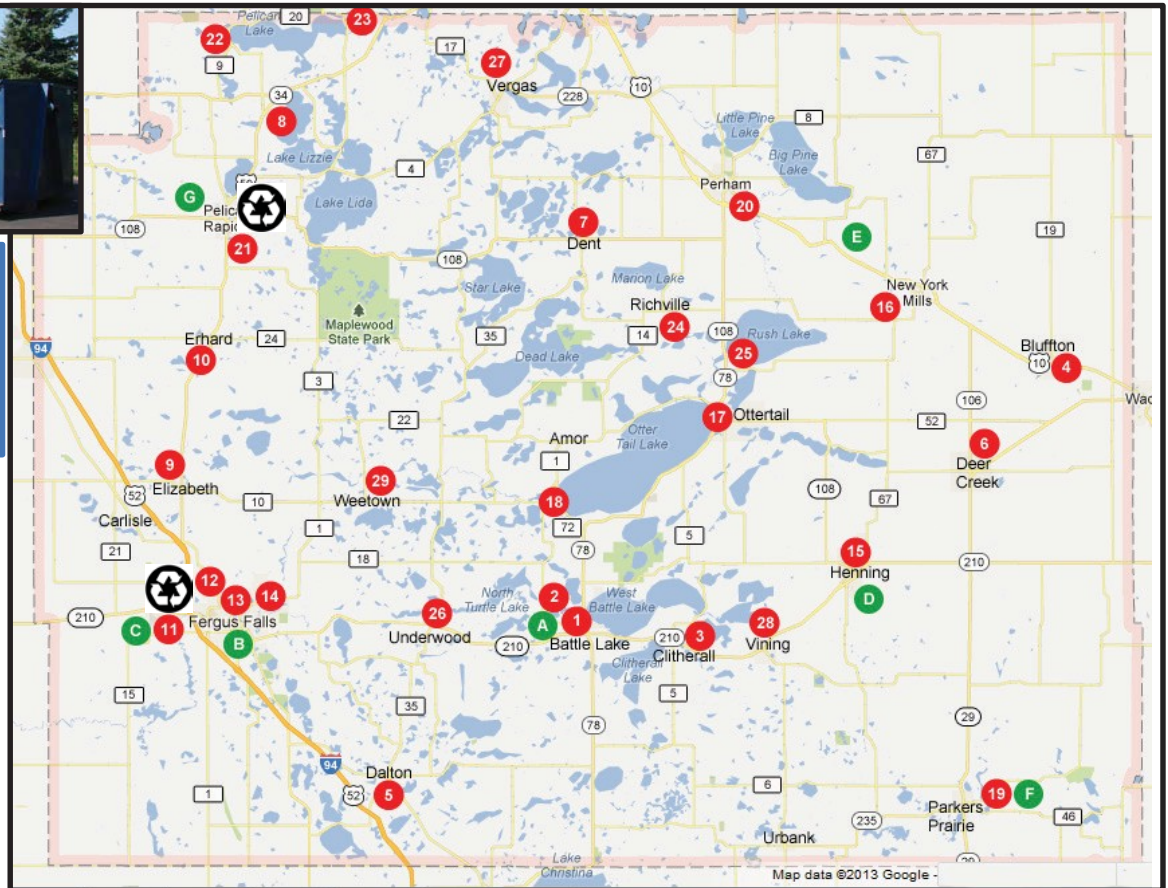 Pelican
Lake
20
23
22
9
17
27
Vergas
10
228
34
8
Little Pine
Lake
8
Big Pine
Lake
67
Lake Lizzie
4
Perham
20
G
Lake Lida
108
21
7
Dent
E
19
108
Star Lake
Marion Lake
Richville
24
New York
Mills
16
Maplewood
State Park
Erhard
24
10
94
35
14
108
Rush Lake
25
Dead Lake
Bluffton
10
4
3
78
106
22
17
Ottertail
52
Otter
Tail Lake
Amor
1
6
Deer
Creek
9
Elizabeth
52
29
Weetown
10
18
108
67
Carlisle
21
1
72
78
5
18
15
Henning
210
D
12
13
14
Fergus Falls
210
C
11
B
North
Turtle Lake
2
West
Battle Lake
26
Underwood
A
1
210
Battle Lake
210
3
Clitherall
28
Vining
Clitherall
Lake
5
15
35
78
29
94
Dalton
52
5
1
6
19
F
Parkers
Prairie
46
235
Urbank
Lake
Christina
Map data ©2013 Google -